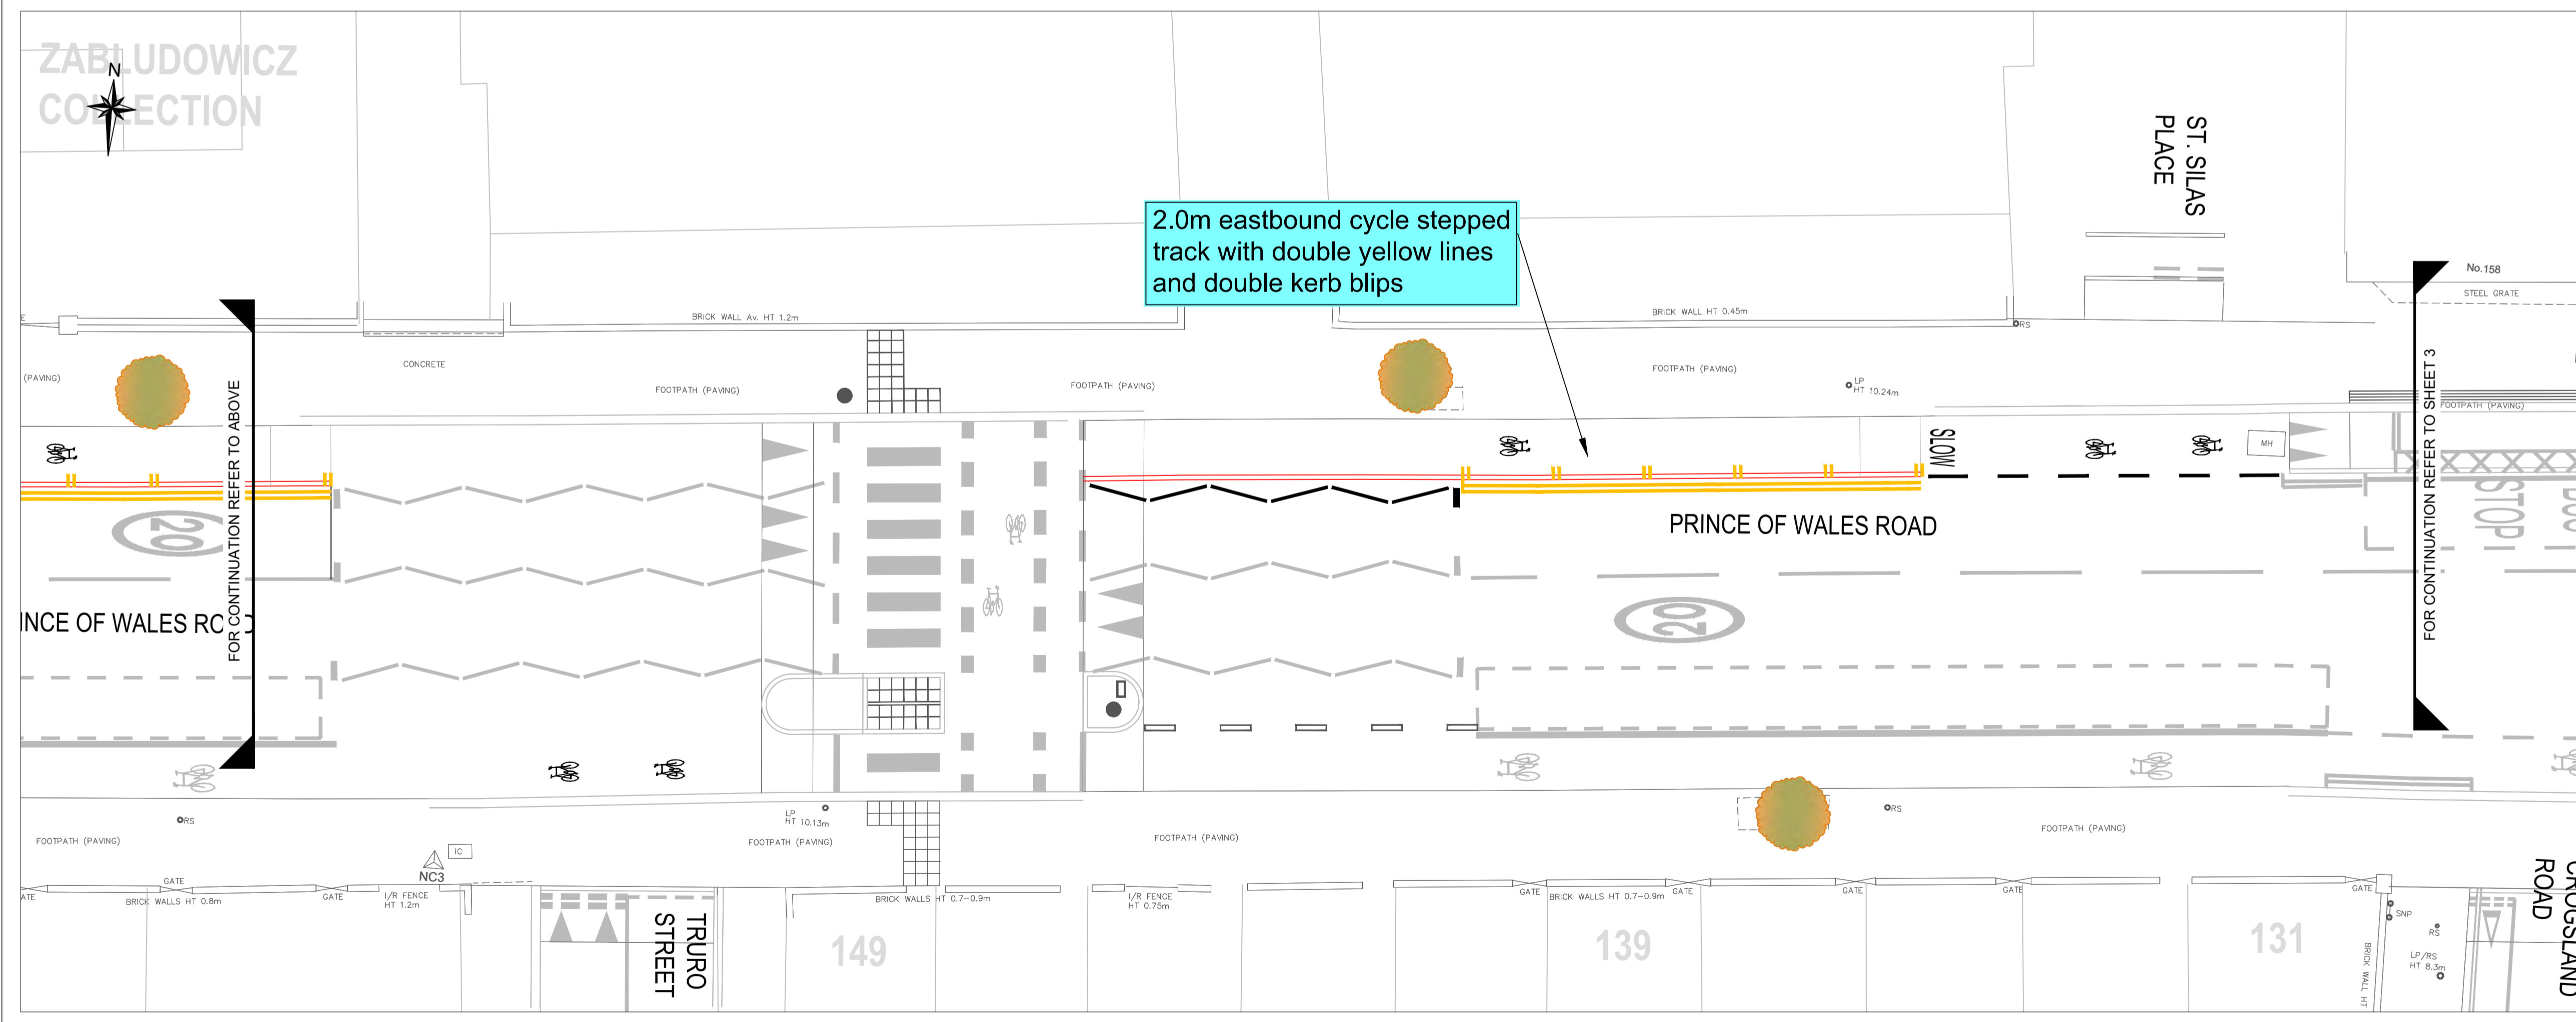 ZABLUDOWICZ
COLLECTION
N
ST. SILAS
PLACE
2.0m eastbound cycle stepped
track with double yellow lines
and double kerb blips
No.158
STEEL GRATE
BRICK WALL Av. HT 1.2m
BRICK WALL HT 0.45m
RS
E
(PAVING)
CONCRETE
FOOTPATH (PAVING)
FOOTPATH (PAVING)
FOOTPATH (PAVING)
LP
HT 10.24m
FOOTPATH (PAVING)
FOR CONTINUATION REFER TO ABOVE
FOR CONTINUATION REFER TO SHEET 3
SLOW
MH
STOP
20
PRINCE OF WALES ROAD
INCE OF WALES RO D
20
RS
LP
HT 10.13m
RS
FOOTPATH (PAVING)
FOOTPATH (PAVING)
FOOTPATH (PAVING)
FOOTPATH (PAVING)
IC
NC3
GATE
ATE
BRICK WALLS HT 0.8m
GATE
I/R FENCE
HT 1.2m
BRICK WALLS HT 0.7-0.9m
I/R FENCE
HT 0.75m
GATE
BRICK WALLS HT 0.7-0.9m
GATE
GATE
GATE
GATE
TRURO
STREET
149
139
131
SNP
RS
LP/RS
HT 8.3m
BRICK WALL HT
CROGSLAND
ROAD